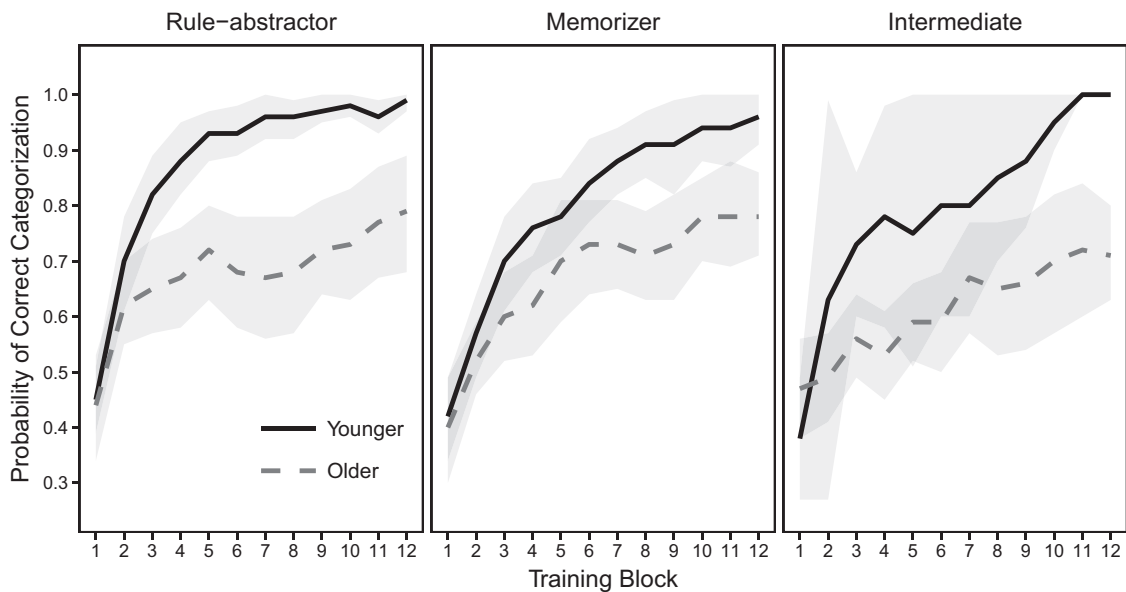 Rule−abstractor Memorizer Intermediate
Probability of Correct Categorization
1.0
0.9
0.8
0.7
0.6
0.5
0.4
0.3
Younger
Older
1 2 3 4 5 6 7 8 9 10 11 12 1 2 3 4 5 6 7 8 9 10 11 12 1 2 3 4 5 6 7 8 9 10 11 12
Training Block